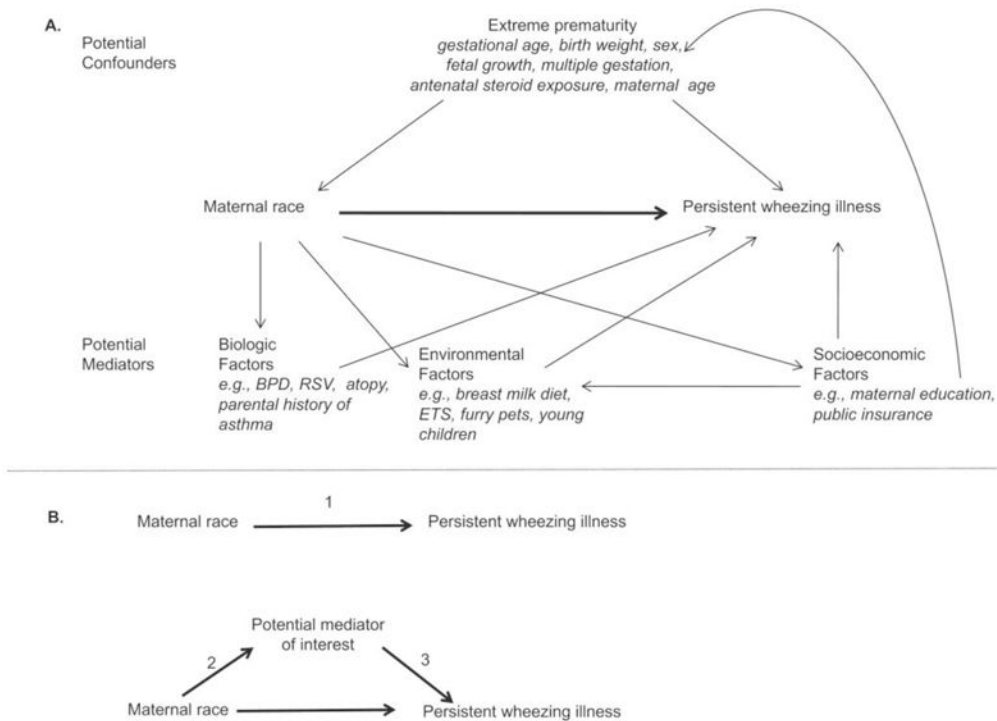 A.
Potential
Confounders
Extreme prematurity
gestational age, birth weight, sex,
fetal growth, multiple gestation,
antenatal steroid exposure, maternal age
Maternal race
Persistent wheezing illness
Potential
Mediators
Biologic
Factors
e.g., BPD, RSV, atopy,
parental history of
asthma
Environmental
Factors
e.g., breast milk diet,
ETS, furry pets, young
children
Socioeconomic
Factors
e.g., maternal education,
public insurance
B.
1
Maternal race
Persistent wheezing illness
Potential mediator
of interest
2
3
Maternal race
Persistent wheezing illness